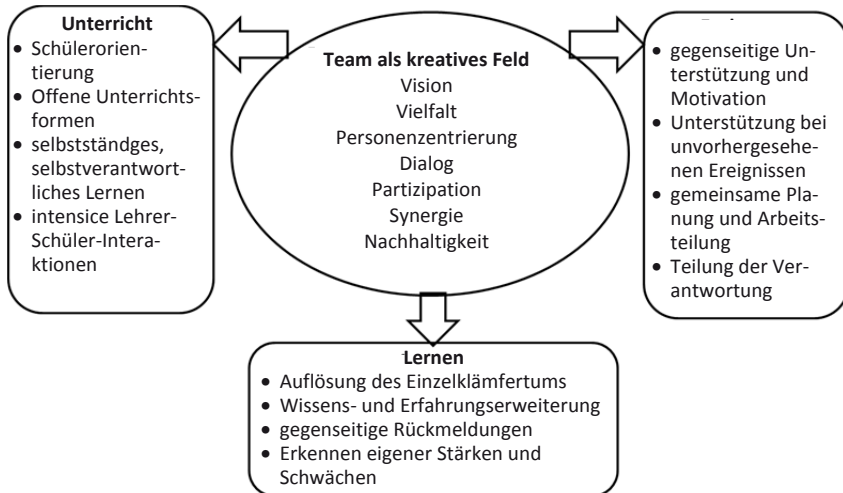 Unterricht
• Schülerorien-
tierung
• Offene Unterrichts-
formen
• selbstständges,
selbstverantwort-
liches Lernen
• intensice Lehrer-
Schüler-Intera-
ktionen
Team als kreatives Feld
Vision
Vielfalt
Personenzentrierung
Dialog
Partizipation
Synergie
Nachhaltigkeit
• gegenseitige Un-
terstützung und
Motivation
• Unterstützung bei
unvorhergesehe-
nen Ereignissen
• gemeinsame Pla-
nung und Arbeits-
teilung
• Teilung der Ver-
antwortung
Lernen
• Auflösung des Einzelklämfertums
• Wissens- und Erfahrungserweiterung
• gegenseitige Rückmeldungen
• Erkennen eigener Stärken und
Schwächen